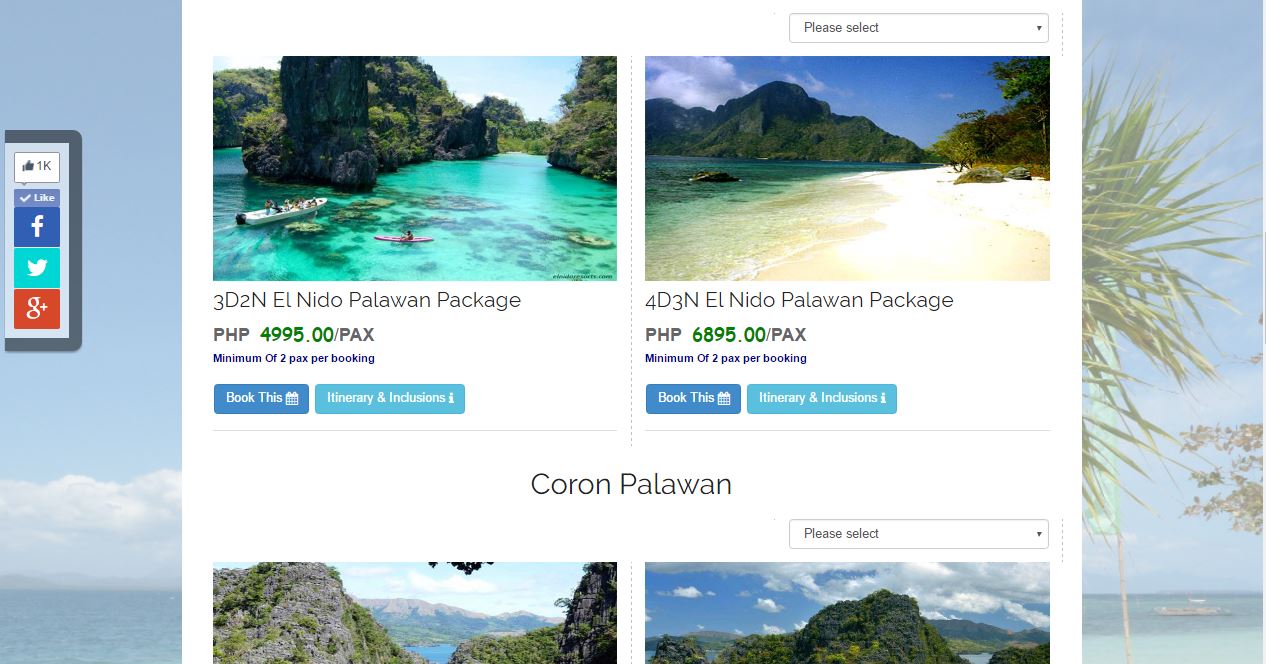 Please select
1K
Like
elnidoresorts.com
3D2N El Nido Palawan Package
4D3N El Nido Palawan Package
PHP 4995.00/PAX
PHP 6895.00/PAX
Minimum Of 2 pax per booking
Minimum Of 2 pax per booking
Book This
Itinerary & Inclusions
Book This
Itinerary & Inclusions
Coron Palawan
Please select